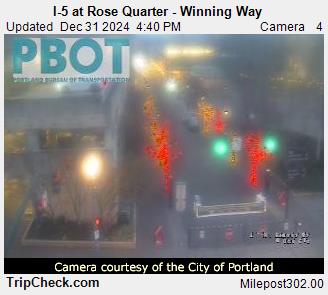 I-5 at Rose Quarter - Winning Way
Updated Dec 31 2024 4:40 PM Camera 4
PBOT
PORTLAND BUREAU OF TRANSPORTATION
Camera courtesy of the City of Portland
TripCheck.com Milepost302.00